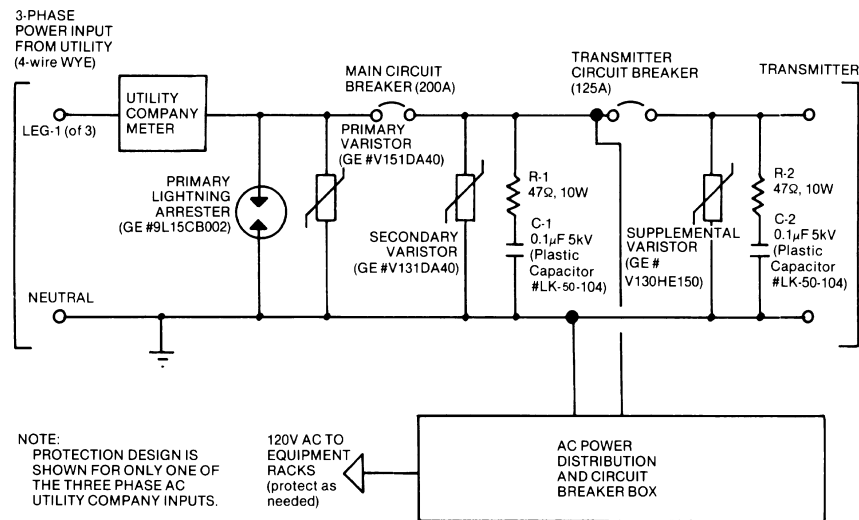 3-PHASE
POWER INPUT
FROM UTILITY
(4-wire WYE)
LEG-1 (of 3)
UTILITY
COMPANY
METER
MAIN CIRCUIT
BREAKER (200A)
TRANSMITTER
CIRCUIT BREAKER
(125A)
TRANSMITTER
PRIMARY
VARISTOR
(GE #V151DA40)
PRIMARY
LIGHTNING
ARRESTER
(GE #9L15CB002)
SECONDARY
VARISTOR
(GE #V131DA40)
R-1
47Ω, 10W
C-1
0.1μF 5kV
(Plastic
Capacitor
#LK-50-104)
SUPPLEMENTAL
VARISTOR
(GE #
V130HE150)
R-2
47Ω, 10W
C-2
0.1μF 5kV
(Plastic
Capacitor
#LK-50-104)
NEUTRAL
NOTE:
PROTECTION DESIGN IS
SHOWN FOR ONLY ONE OF
THE THREE PHASE AC
UTILITY COMPANY INPUTS.
120V AC TO
EQUIPMENT
RACKS
(protect as
needed)
AC POWER
DISTRIBUTION
AND CIRCUIT
BREAKER BOX